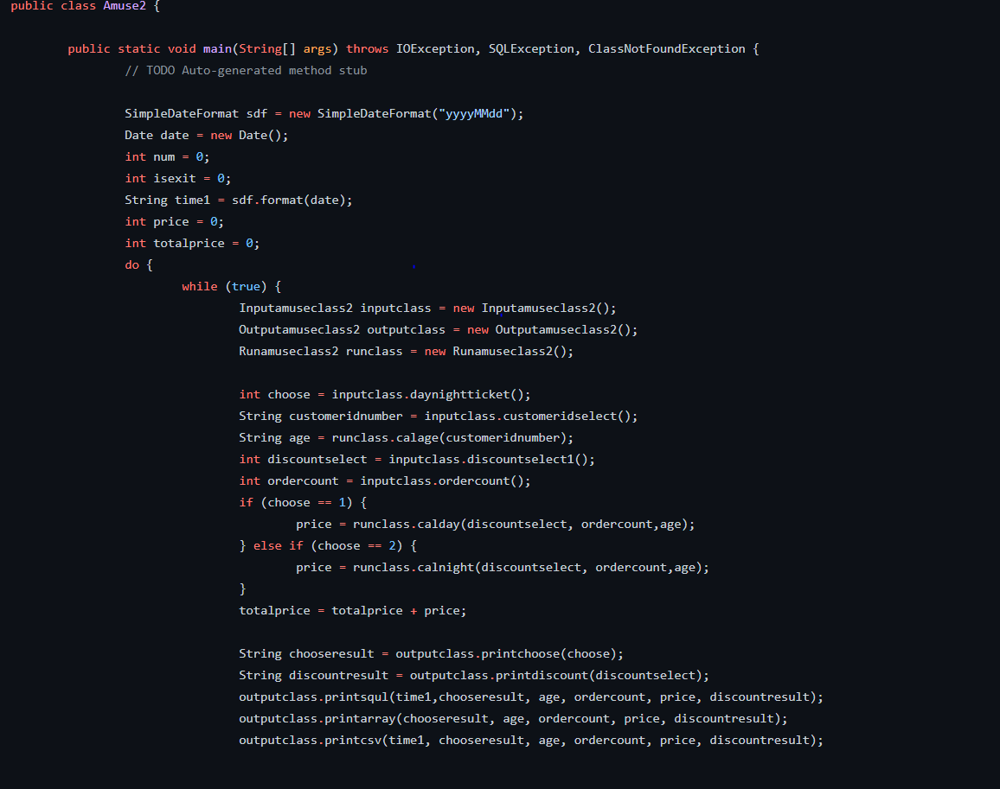 public class Amuse2 {
public static void main(String[] args) throws IOException, SQLException, ClassNotFoundException {
// TODO Auto-generated method stub
SimpleDateFormat sdf = new SimpleDateFormat("yyyyMMdd");
Date date = new Date();
int num = 0;
int isexit = 0;
String time1 = sdf.format(date);
int price = 0;
int totalprice = 0;
do {
while (true) {
Inputamuseclass2 inputclass = new Inputamuseclass2();
Outputamuseclass2 outputclass = new Outputamuseclass2();
Runamuseclass2 runclass = new Runamuseclass2();
int choose = inputclass.daynightticket();
String customeridnumber = inputclass.customeridselect();
String age = runclass.calage(customeridnumber);
int discountselect = inputclass.discountselect1();
int ordercount = inputclass.ordercount();
if (choose == 1) {
price = runclass.calday(discountselect, ordercount,age);
} else if (choose == 2) {
price = runclass.calnight(discountselect, ordercount,age);
}
totalprice = totalprice + price;
String chooseresult = outputclass.printchoose(choose);
String discountresult = outputclass.printdiscount(discountselect);
outputclass.printsqul(time1,chooseresult, age, ordercount, price, discountresult);
outputclass.printarray(chooseresult, age, ordercount, price, discountresult);
outputclass.printcsv(time1, chooseresult, age, ordercount, price, discountresult);